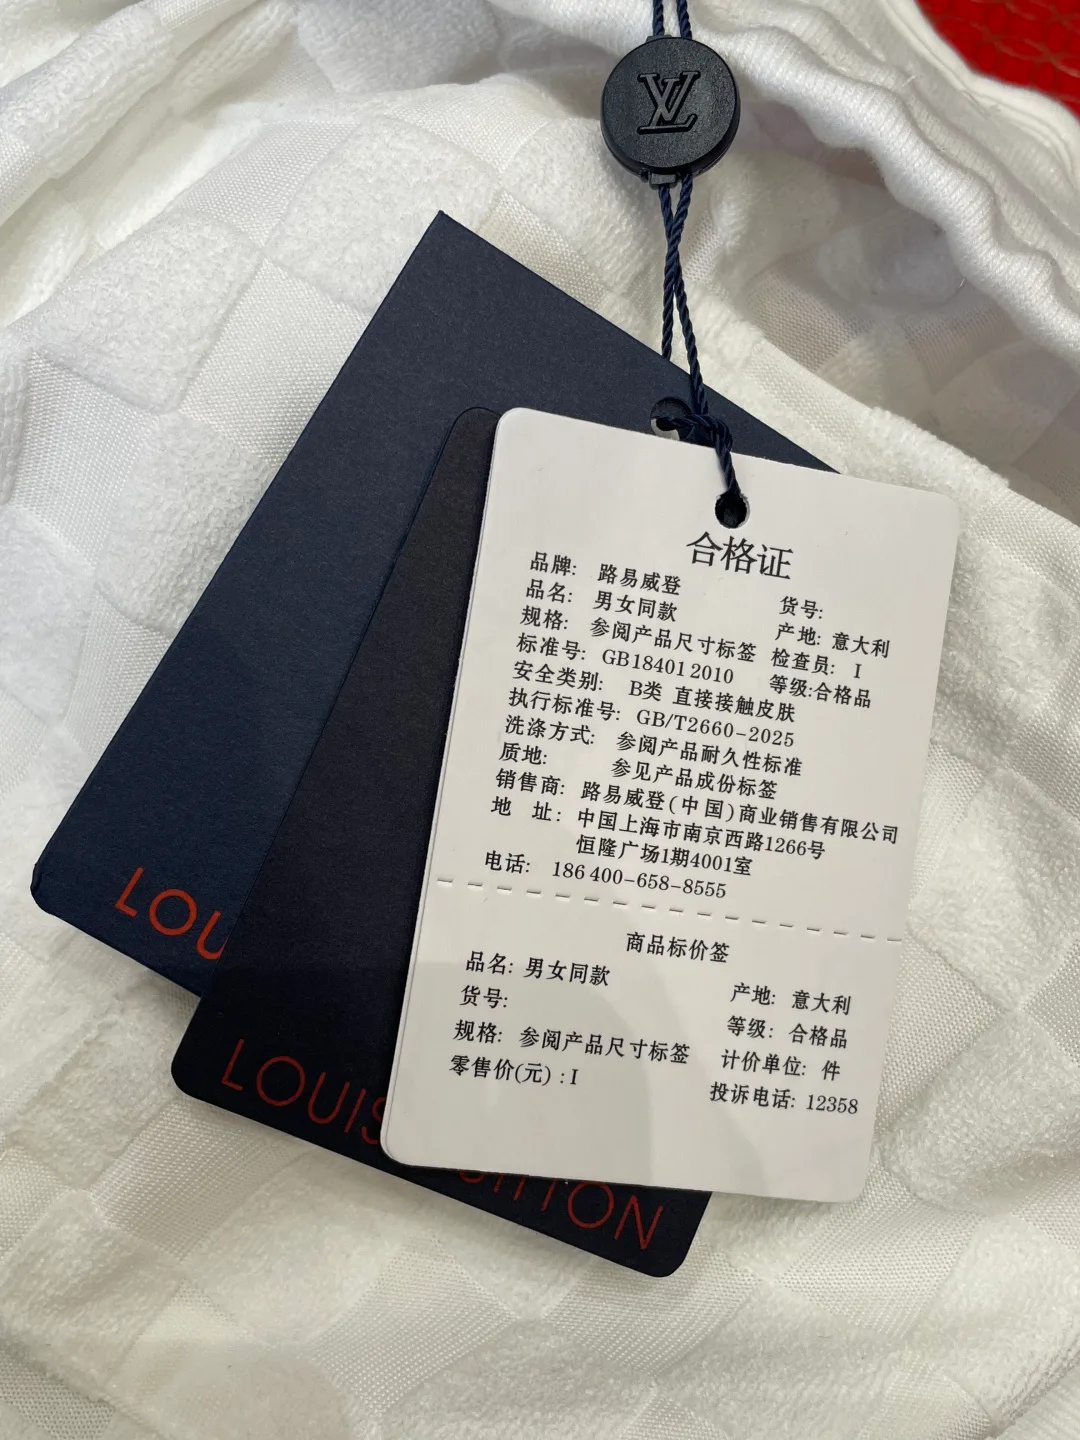 LV
合格证
品牌: 路易威登
货号:
品名: 男女同款
产地: 意大利
规格: 参阅产品尺寸标签
检查员: I
标准号: GB18401 2010
等级:合格品
安全类别: B类 直接接触皮肤
执行标准号: GB/T2660-2025
洗涤方式: 参阅产品耐久性标准
质地: 参见产品成份标签
销售商: 路易威登(中国)商业销售有限公司
地 址: 中国上海市南京西路1266号
恒隆广场1期4001室
电话: 186 400-658-8555
商品标价签
品名: 男女同款
产地: 意大利
货号:
等级: 合格品
规格: 参阅产品尺寸标签
计价单位: 件
零售价(元) :I
投诉电话: 12358
LOU
LOUIS UITTON